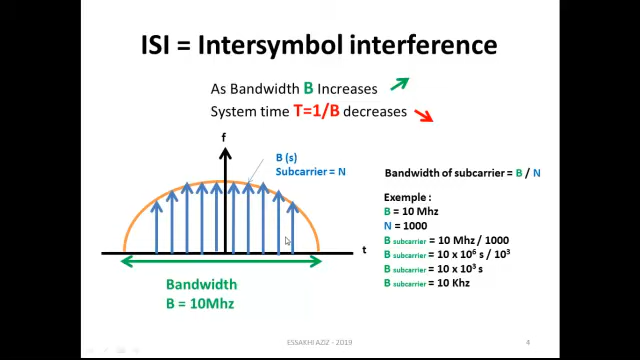 ISI = Intersymbol interference
As Bandwidth B Increases
System time T=1/B decreases
f
B (s)
Subcarrier = N
t
Bandwidth
B = 10Mhz
Bandwidth of subcarrier = B / N
Exemple :
B = 10 Mhz
N = 1000
B subcarrier = 10 Mhz / 1000
B subcarrier = 10 x 10⁶ s / 10³
B subcarrier = 10 x 10³ s
B subcarrier = 10 Khz
ESSAKHI AZIZ - 2019
4